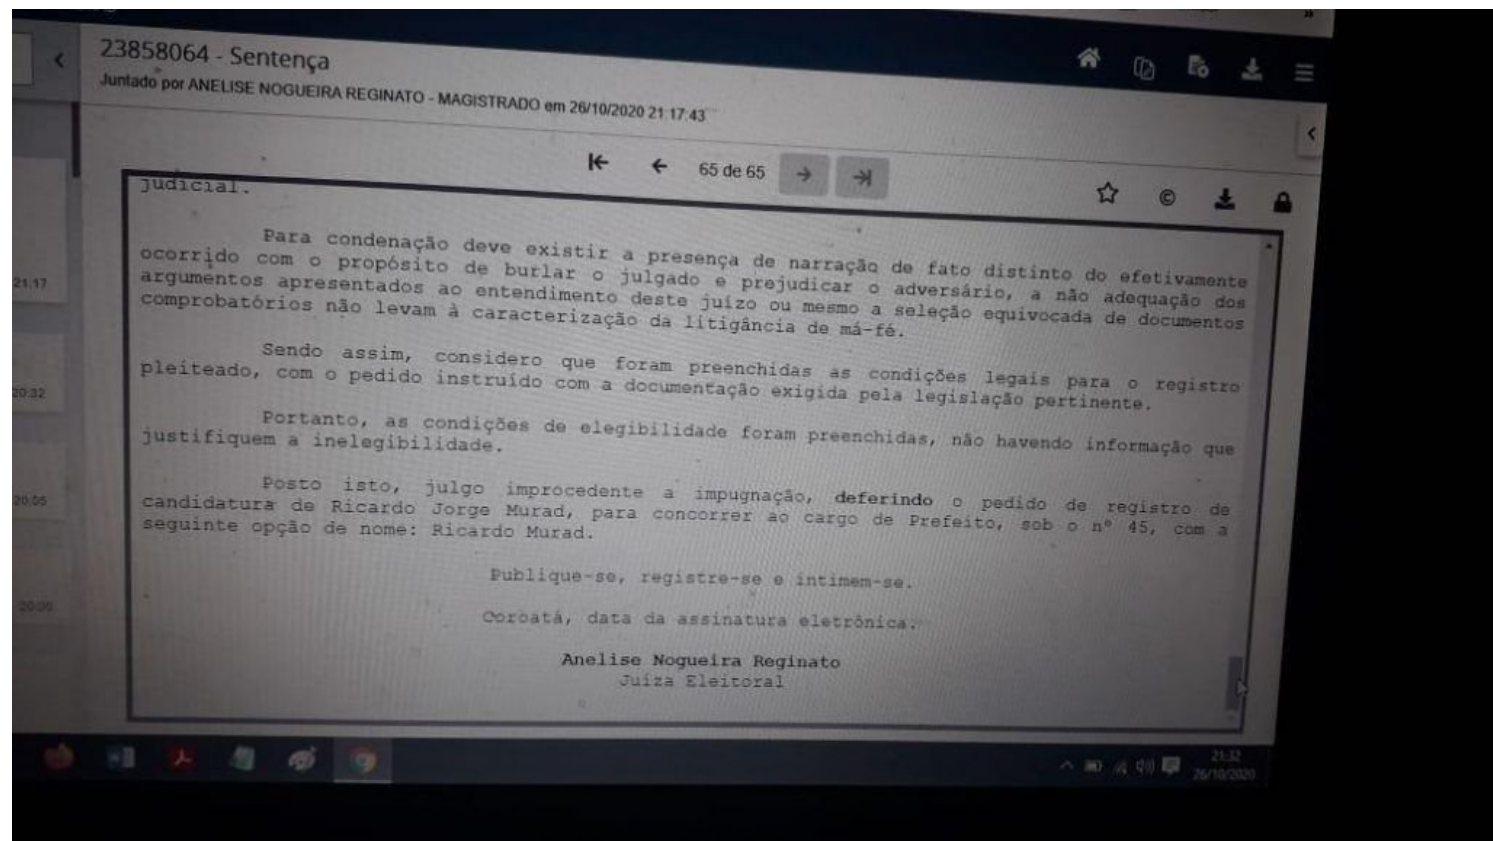 23858064 - Sentença
Juntado por ANELISE NOGUEIRA REGINATO - MAGISTRADO em 26/10/2020 21:17:43
65 de 65
judicial.
Para condenação deve existir a presença de narração de fato distinto do efetivamente
ocorrido com o propósito de burlar o julgado e prejudicar o adversário, a não adequação dos
argumentos apresentados ao entendimento deste juízo ou mesmo a seleção equivocada de documentos
comprobatórios não levam à caracterização da litigância de má-fé.
Sendo assim, considero que foram preenchidas as condições legais para o registro
pleiteado, com o pedido instruído com a documentação exigida pela legislação pertinente.
Portanto, as condições de elegibilidade foram preenchidas, não havendo informação que
justifiquem a inelegibilidade.
Posto isto, julgo improcedente a impugnação, deferindo o pedido de registro de
candidatura de Ricardo Jorge Murad, para concorrer ao cargo de Prefeito, sob o nº 45, com a
seguinte opção de nome: Ricardo Murad.
Publique-se, registre-se e intimem-se.
Coroatá, data da assinatura eletrônica.
Anelise Nogueira Reginato
Juíza Eleitoral
21:17
20:32
20:05
21:32
26/10/2020